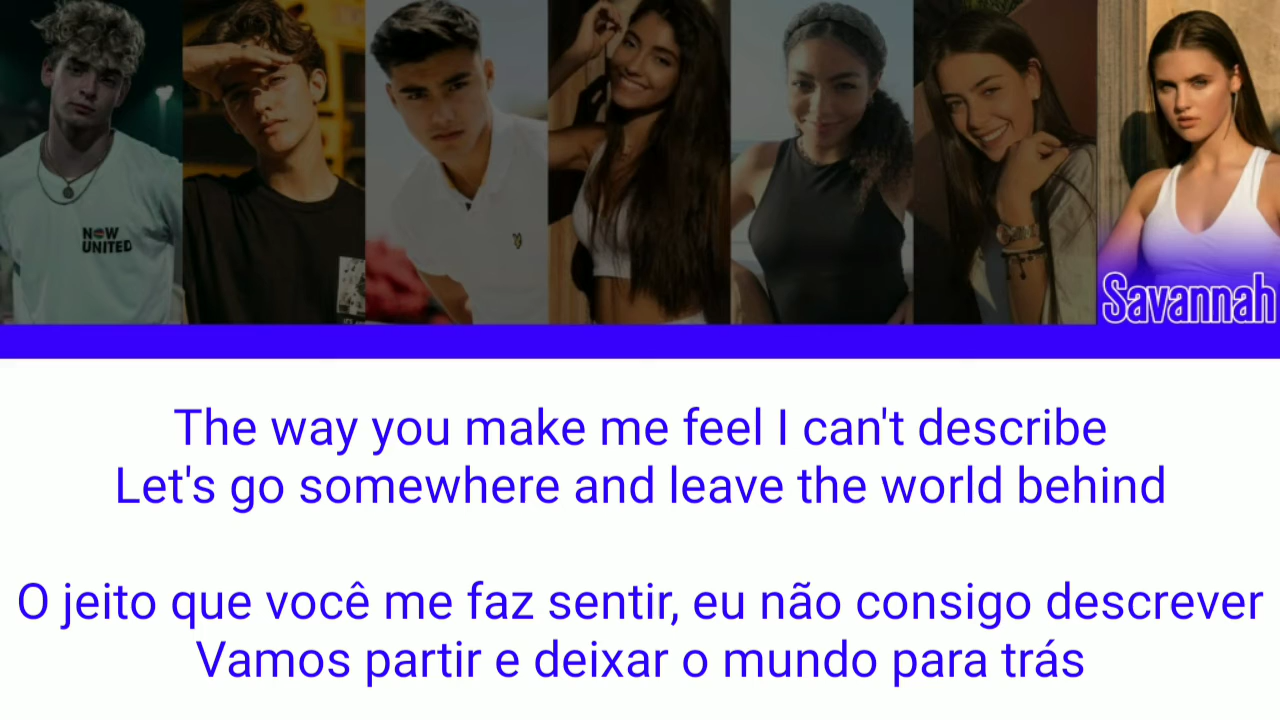 NOW
UNITED
Savannah
The way you make me feel I can't describe
Let's go somewhere and leave the world behind
O jeito que você me faz sentir, eu não consigo descrever
Vamos partir e deixar o mundo para trás